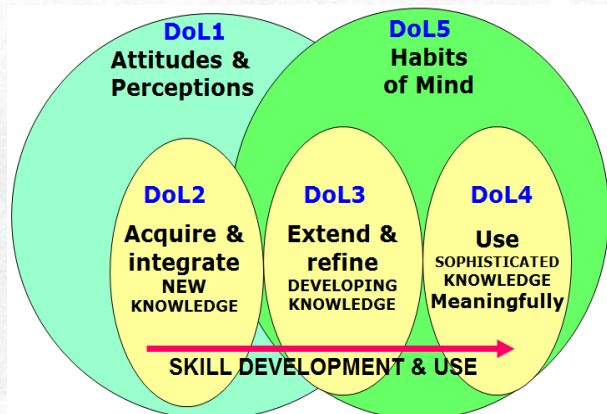 DoL1
Attitudes &
Perceptions
DoL5
Habits
of Mind
DoL2
Acquire &
integrate
NEW
KNOWLEDGE
DoL3
Extend &
refine
DEVELOPING
KNOWLEDGE
DoL4
Use
SOPHISTICATED
KNOWLEDGE
Meaningfully
SKILL DEVELOPMENT & USE